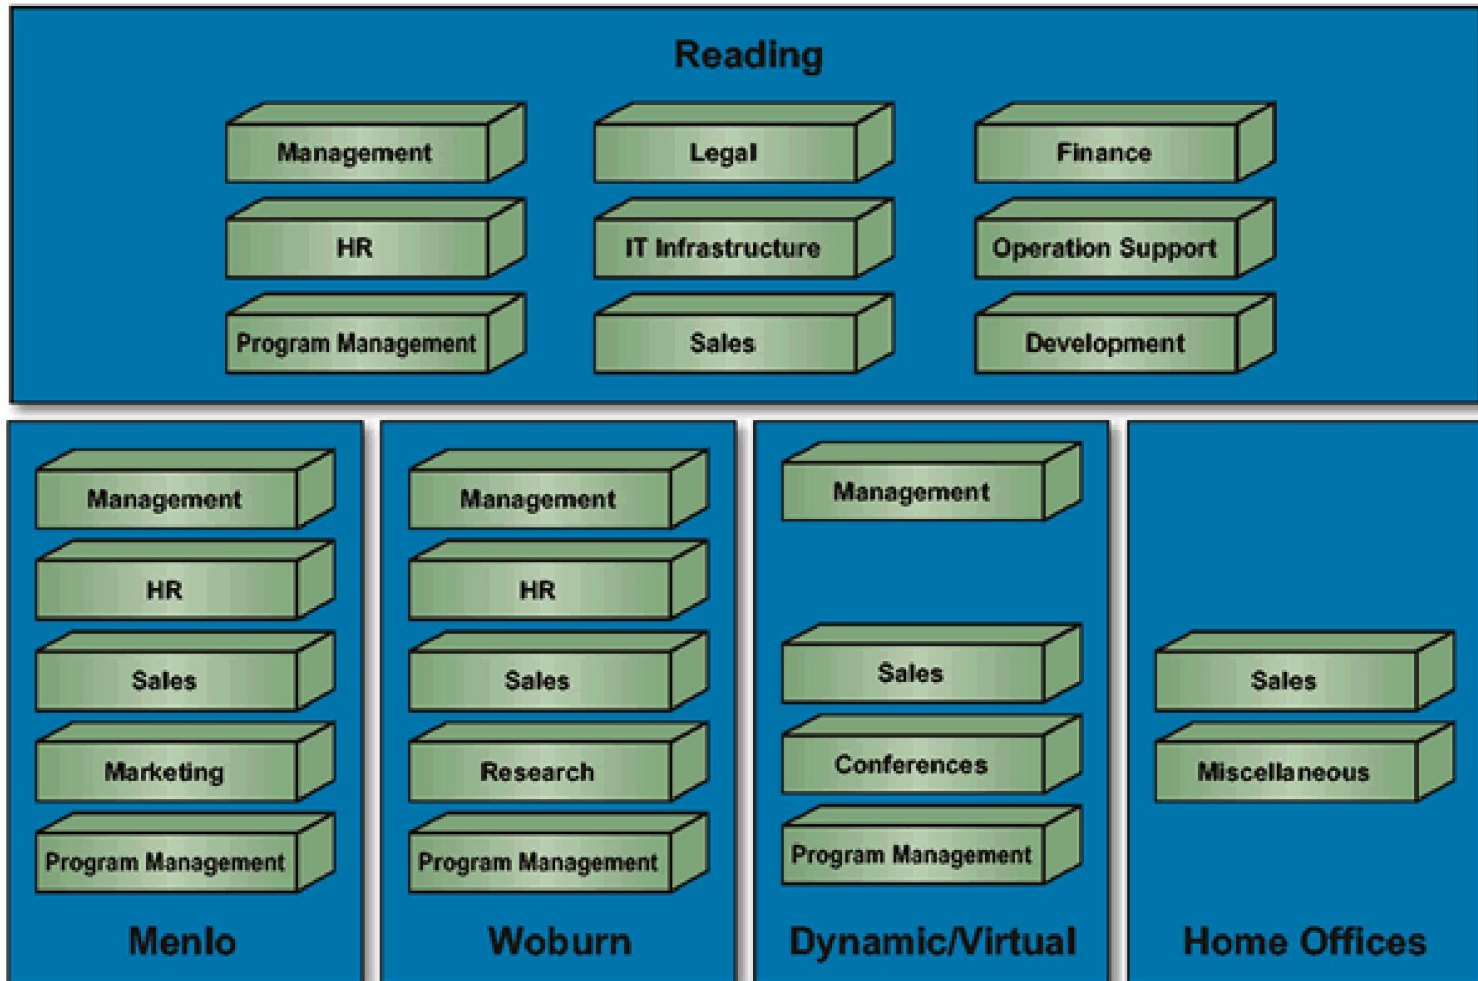 Reading
Management
Legal
Finance
HR
IT Infrastructure
Operation Support
Program Management
Sales
Development
Management
HR
Sales
Marketing
Program Management
Menlo
Management
HR
Sales
Research
Program Management
Woburn
Management
Sales
Conferences
Program Management
Dynamic/Virtual
Sales
Miscellaneous
Home Offices